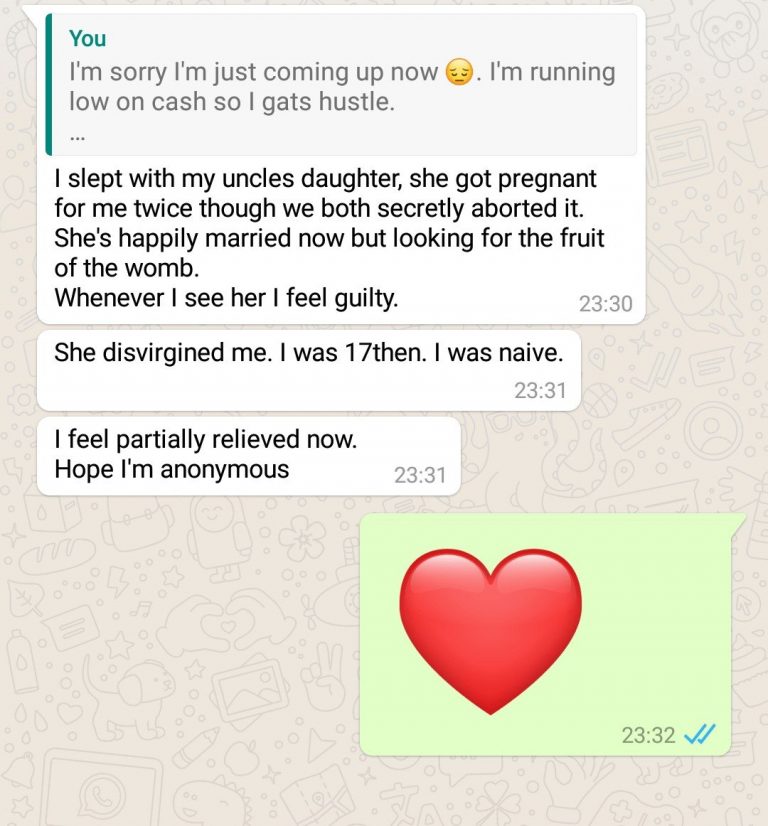 You
I'm sorry I'm just coming up now 😔. I'm running
low on cash so I gats hustle.
...
I slept with my uncles daughter, she got pregnant
for me twice though we both secretly aborted it.
She's happily married now but looking for the fruit
of the womb.
Whenever I see her I feel guilty.
23:30
She disvirgined me. I was 17then. I was naive.
23:31
I feel partially relieved now.
Hope I'm anonymous
23:31
23:32